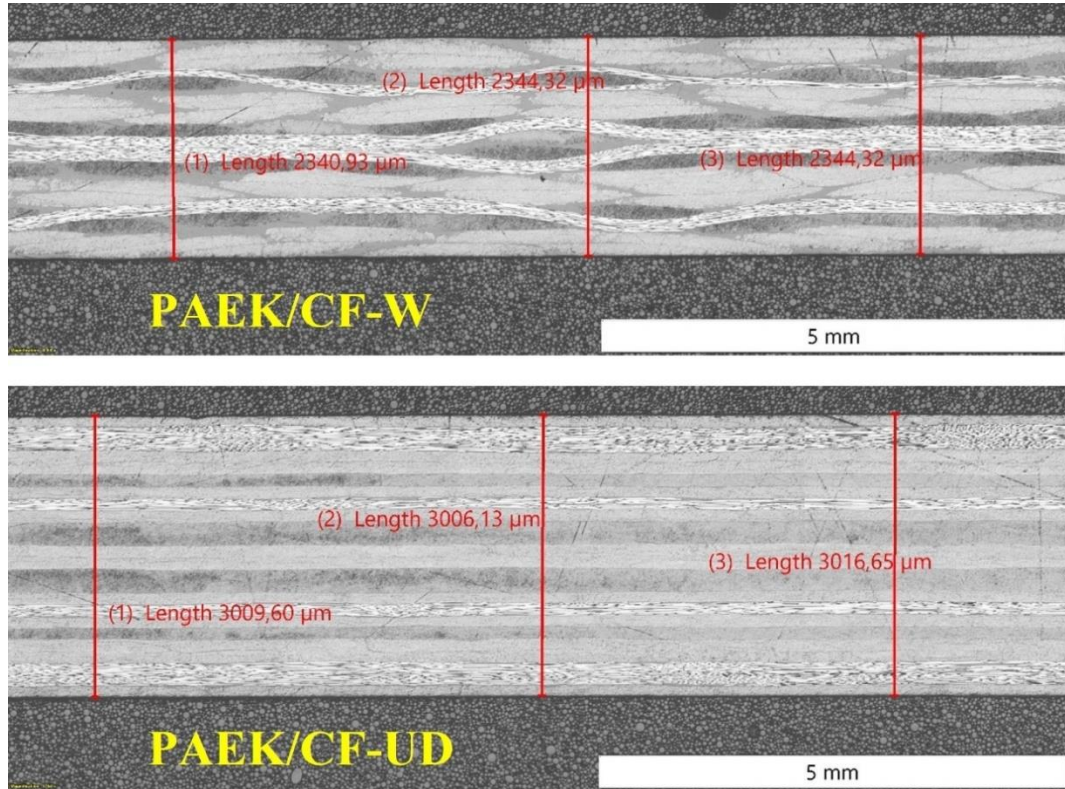 (2) Length 2344,32 µm
(1) Length 2340,93 µm
(3) Length 2344,32 µm
PAEK/CF-W
5 mm
(2) Length 3006,13 µm
(3) Length 3016,65 µm
(1) Length 3009,60 µm
PAEK/CF-UD
5 mm